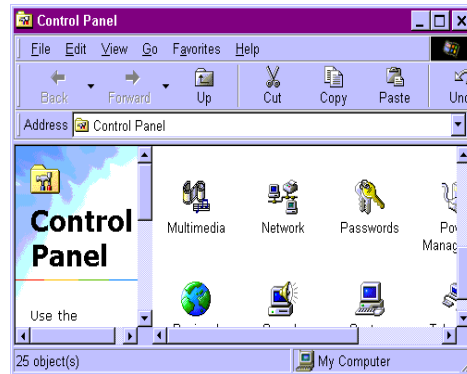 Control Panel
File Edit View Go Favorites Help
Back Forward Up Cut Copy Paste
Address Control Panel
Control
Panel
Use the
Multimedia Network Passwords
25 object(s) My Computer